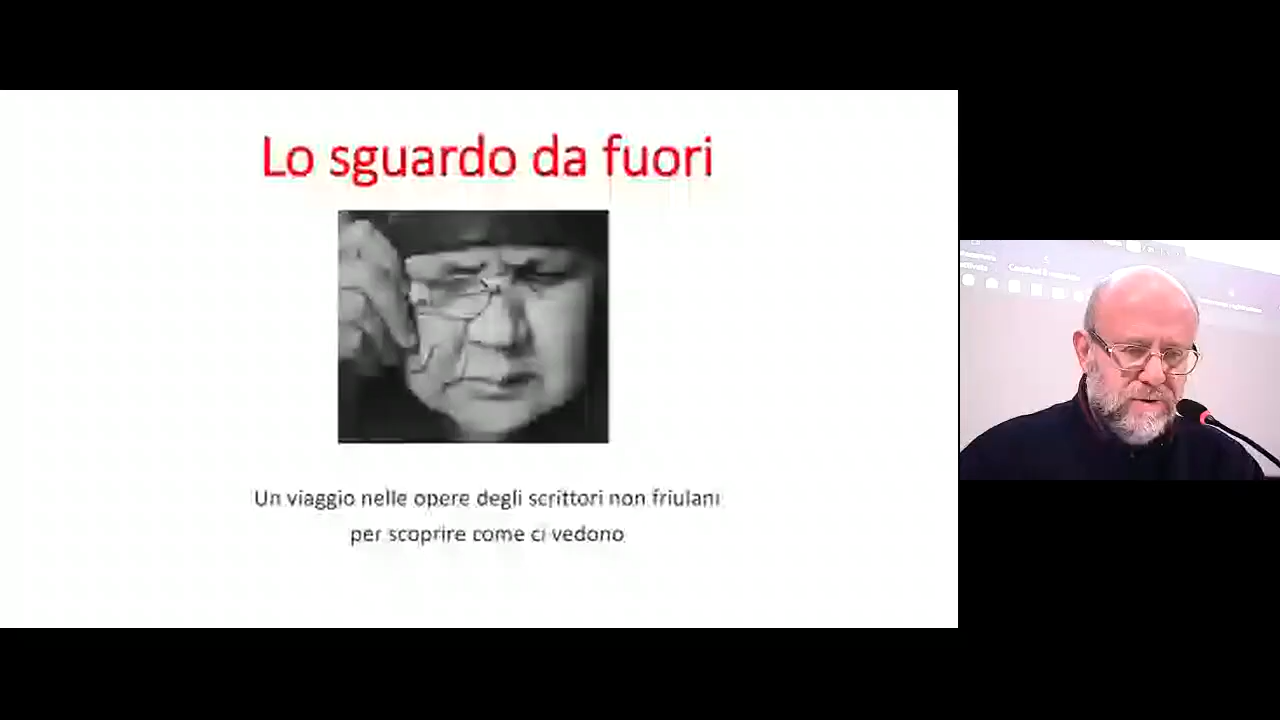 Lo sguardo da fuori
Un viaggio nelle opere degli scrittori non friulani
per scoprire come ci vedono